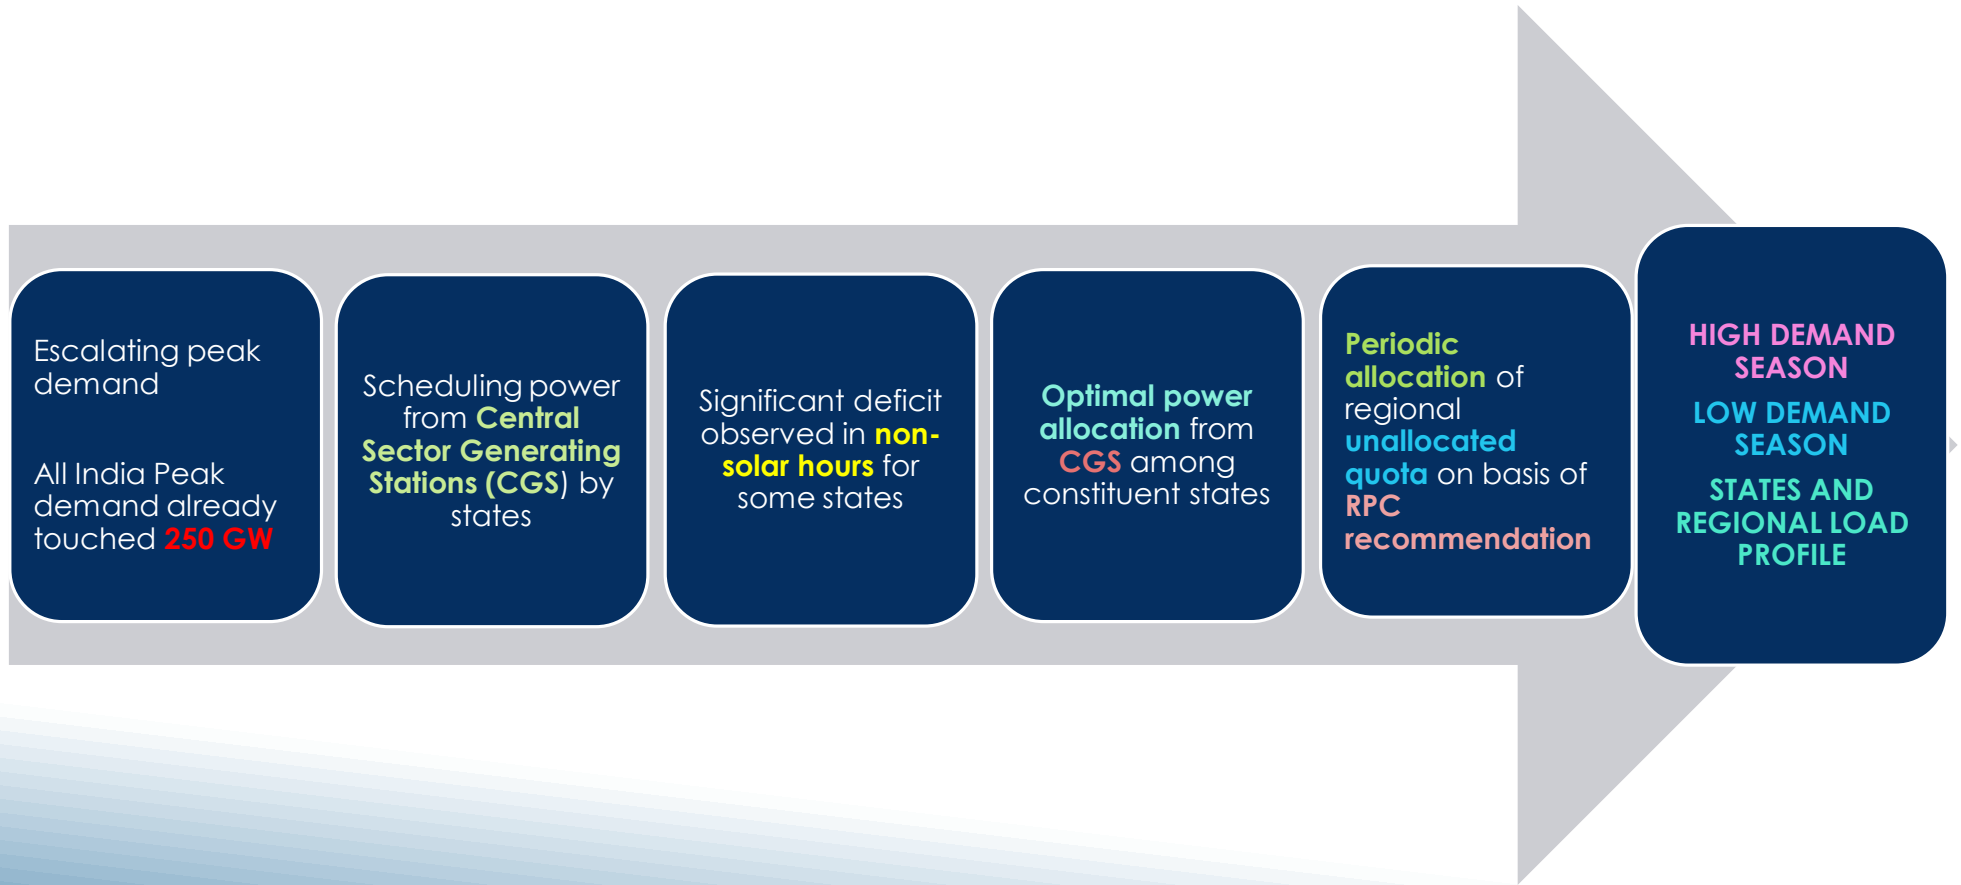 Escalating peak
demand
All India Peak
demand already
touched 250 GW
Scheduling power
from Central
Sector Generating
Stations (CGS) by
states
Significant deficit
observed in non-
solar hours for
some states
Optimal power
allocation from
CGS among
constituent states
Periodic
allocation of
regional
unallocated
quota on basis of
RPC
recommendation
HIGH DEMAND
SEASON
LOW DEMAND
SEASON
STATES AND
REGIONAL LOAD
PROFILE